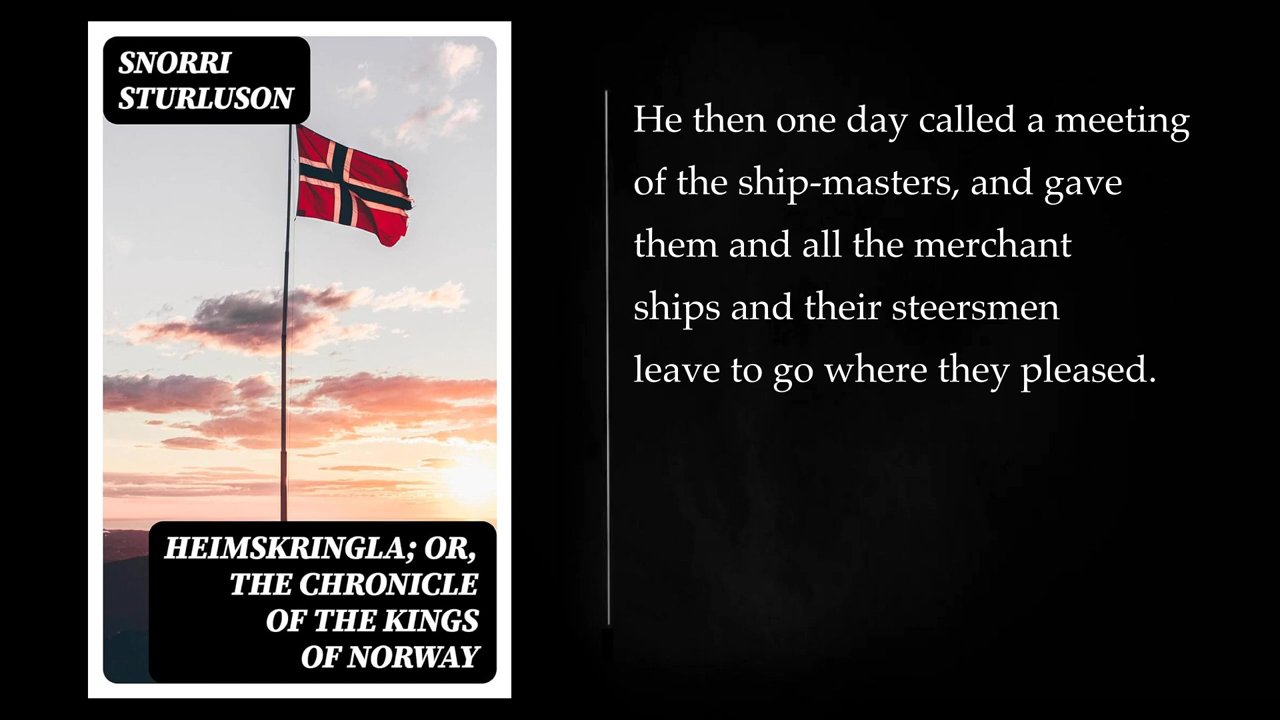 SNORRI
STURLUSON
HEIMSKRINGLA; OR,
THE CHRONICLE
OF THE KINGS
OF NORWAY
He then one day called a meeting
of the ship-masters, and gave
them and all the merchant
ships and their steersmen
leave to go where they pleased.